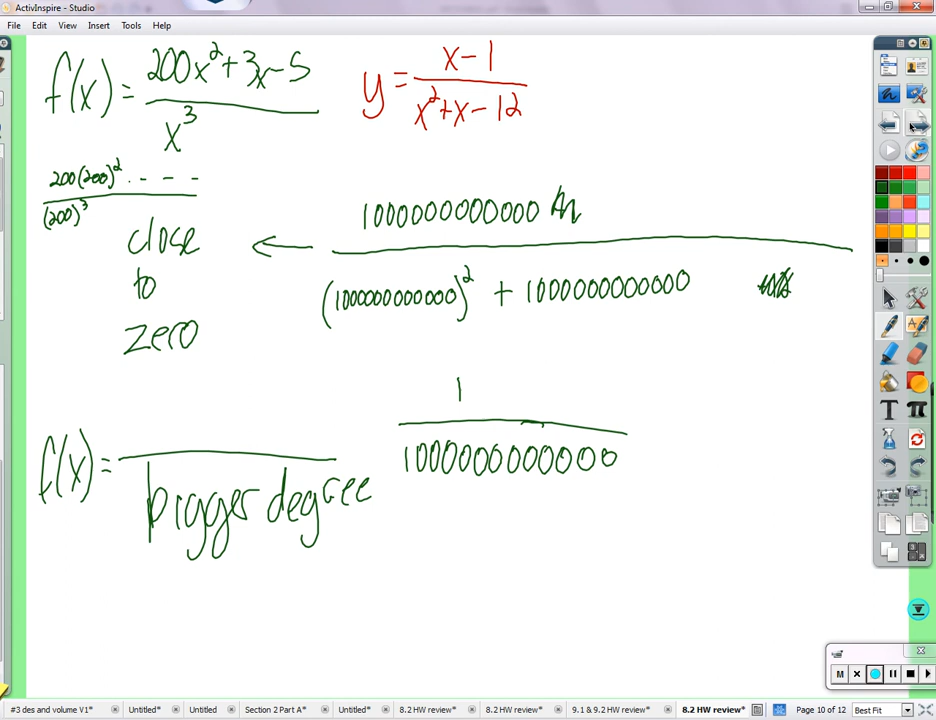 ActivInspire - Studio
File Edit View Insert Tools Help
f(x) = (200x² + 3x - 5) / x³
y = (x - 1) / (x² + x - 12)
200(200)² . - - -
(200)³
1000000000000
(1000000000000)² + 1000000000000
close
to
zero
1
1000000000000
f(x) =
bigger degree
#3 des and volume V1* Untitled* Untitled Section 2 Part A* Untitled* 8.2 HW review* 8.2 HW review* 9.1 & 9.2 HW review* 8.2 HW review* Page 10 of 12 Best Fit